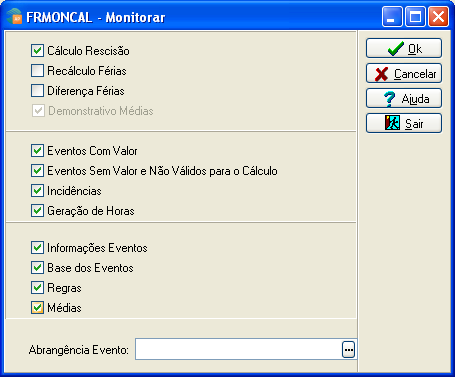 FRMONCAL - Monitorar
Cálculo Rescisão
Recálculo Férias
Diferença Férias
Demonstrativo Médias
Eventos Com Valor
Eventos Sem Valor e Não Válidos para o Cálculo
Incidências
Geração de Horas
Informações Eventos
Base dos Eventos
Regras
Médias
Abrangência Evento:
...
Ok
Cancelar
Ajuda
Sair